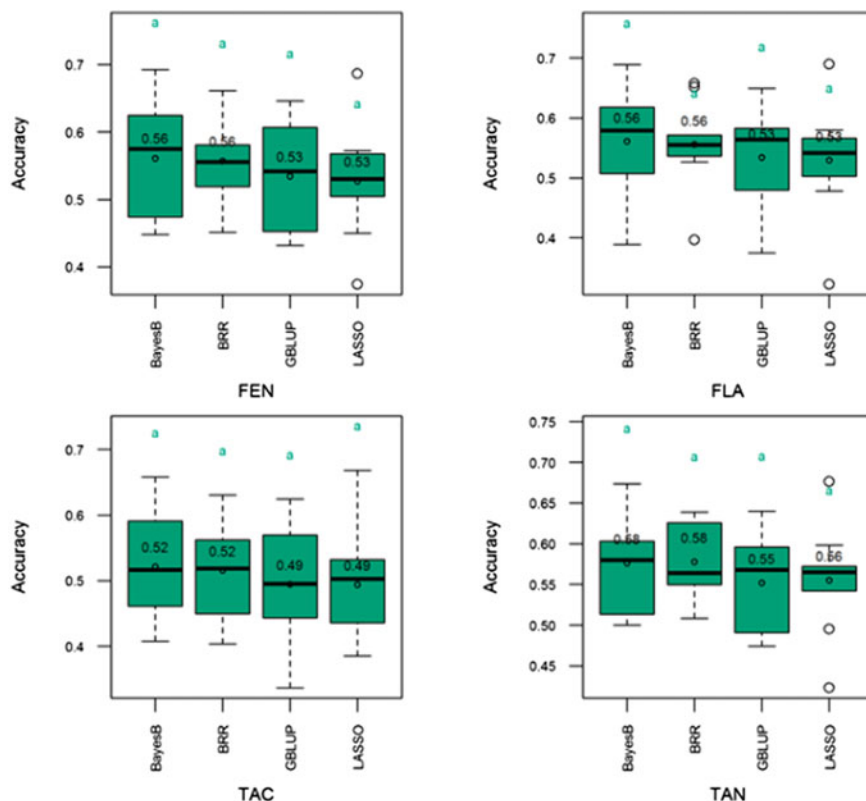 Accuracy
0.7
0.6
0.5
0.4
a
a
a
a
0.56
0.56
0.53
0.53
BayesB
BRR
GBLUP
LASSO
FEN
Accuracy
0.7
0.6
0.5
0.4
a
a
a
a
0.56
0.56
0.53
0.53
BayesB
BRR
GBLUP
LASSO
FLA
Accuracy
0.7
0.6
0.5
0.4
a
a
a
a
0.52
0.52
0.49
0.49
BayesB
BRR
GBLUP
LASSO
TAC
Accuracy
0.75
0.70
0.65
0.60
0.55
0.50
0.45
a
a
a
a
0.58
0.58
0.55
0.56
BayesB
BRR
GBLUP
LASSO
TAN